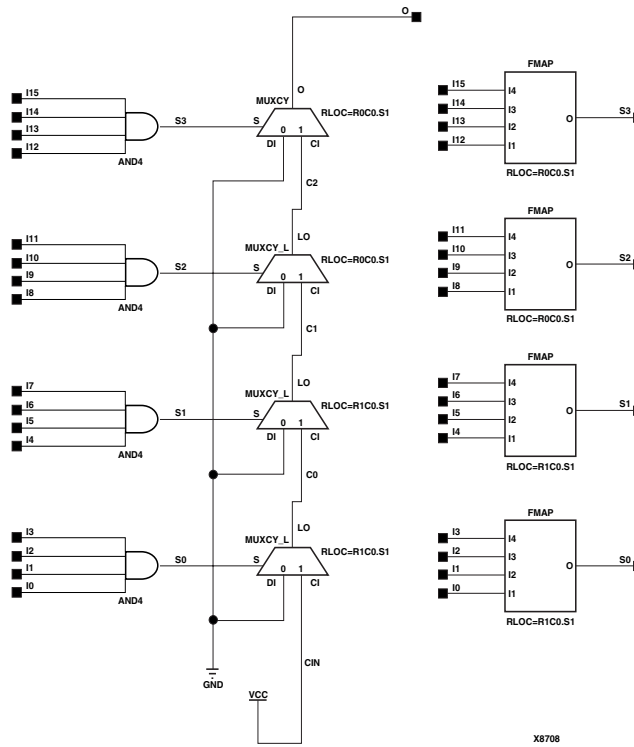 O
I15
I14
I13
I12
AND4
S3
MUXCY
O
S
0 1
DI CI
RLOC=R0C0.S1
C2
FMAP
I15
I14
I13
I12
I4
I3
I2
I1
O
S3
RLOC=R0C0.S1
I11
I10
I9
I8
AND4
S2
MUXCY_L
LO
S
0 1
DI CI
RLOC=R0C0.S1
C1
FMAP
I11
I10
I9
I8
I4
I3
I2
I1
O
S2
RLOC=R0C0.S1
I7
I6
I5
I4
AND4
S1
MUXCY_L
LO
S
0 1
DI CI
RLOC=R1C0.S1
C0
FMAP
I7
I6
I5
I4
I4
I3
I2
I1
O
S1
RLOC=R1C0.S1
I3
I2
I1
I0
AND4
S0
MUXCY_L
LO
S
0 1
DI CI
RLOC=R1C0.S1
CIN
GND
VCC
FMAP
I3
I2
I1
I0
I4
I3
I2
I1
O
S0
RLOC=R1C0.S1
X8708